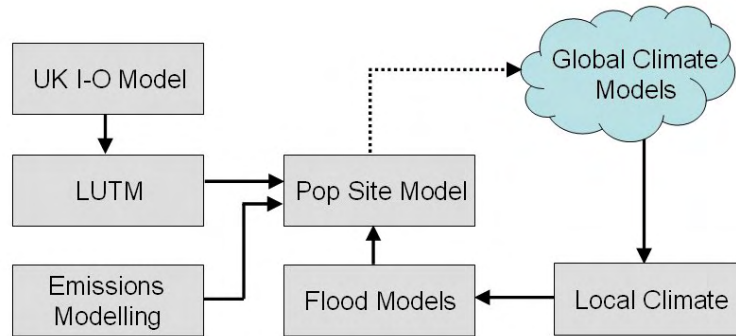 UK I-O Model
Global Climate
Models
LUTM
Pop Site Model
Emissions
Modelling
Flood Models
Local Climate